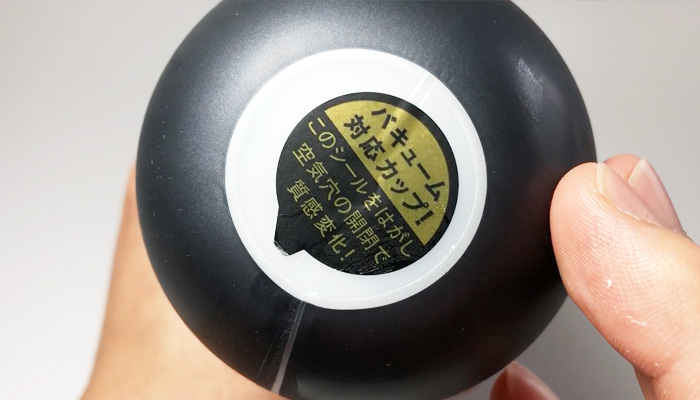 バキューム
対応カップ!
このシールをはがし
空気穴の開閉で
質感変化!